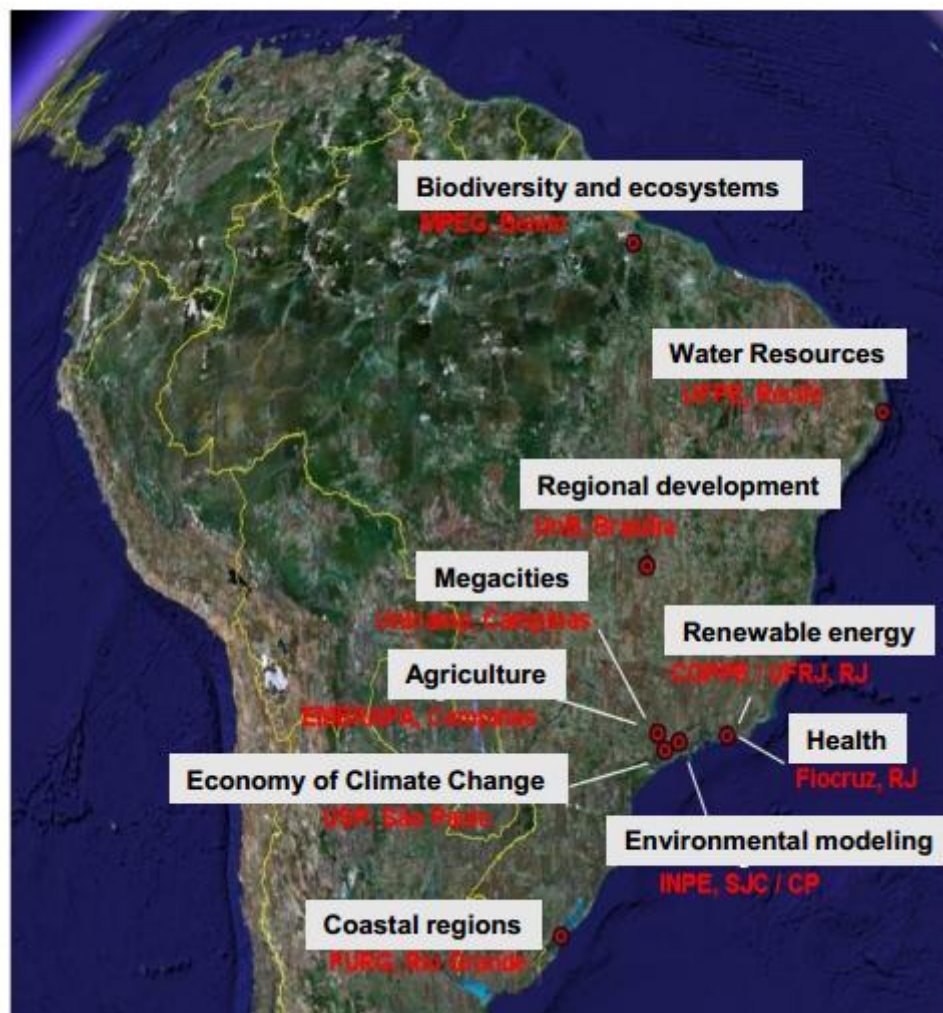 Biodiversity and ecosystems
MPEG, Belém
Water Resources
UFPE, Recife
Regional development
UnB, Brasília
Megacities
Unicamp, Campinas
Renewable energy
COPPE / UFRJ, RJ
Agriculture
EMBRAPA, Campinas
Health
Fiocruz, RJ
Economy of Climate Change
USP, São Paulo
Environmental modeling
INPE, SJC / CP
Coastal regions
FURG, Rio Grande